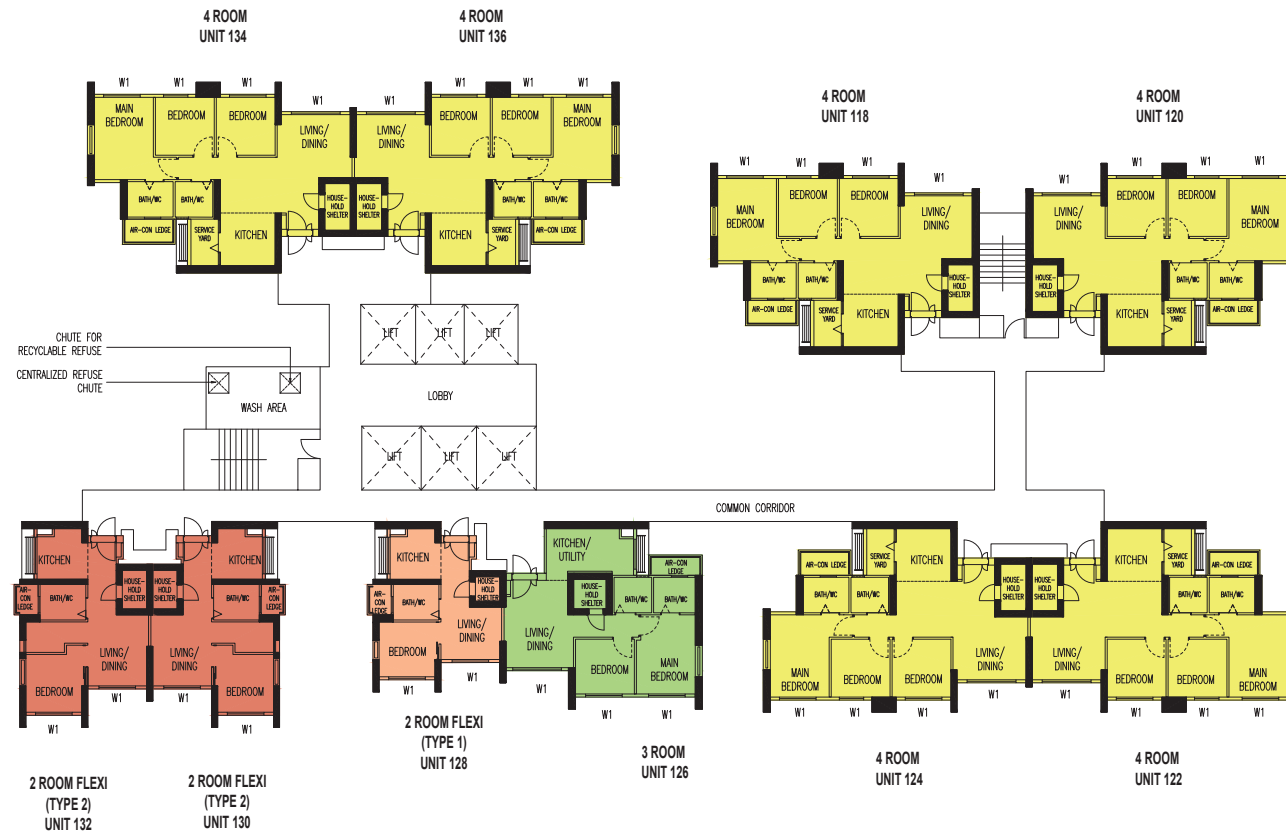 4 ROOM
UNIT 134
4 ROOM
UNIT 136
W1
W1
W1
W1
W1
W1
W1
W1
MAIN
BEDROOM
BEDROOM
BEDROOM
LIVING/
DINING
LIVING/
DINING
BEDROOM
BEDROOM
MAIN
BEDROOM
BATH/WC
BATH/WC
HOUSE-
HOLD
SHELTER
HOUSE-
HOLD
SHELTER
BATH/WC
BATH/WC
AIR-CON LEDGE
SERVICE
YARD
KITCHEN
KITCHEN
SERVICE
YARD
AIR-CON LEDGE
4 ROOM
UNIT 118
4 ROOM
UNIT 120
W1
W1
W1
W1
W1
W1
W1
W1
MAIN
BEDROOM
BEDROOM
BEDROOM
LIVING/
DINING
LIVING/
DINING
BEDROOM
BEDROOM
MAIN
BEDROOM
BATH/WC
BATH/WC
HOUSE-
HOLD
SHELTER
HOUSE-
HOLD
SHELTER
BATH/WC
BATH/WC
AIR-CON LEDGE
SERVICE
YARD
KITCHEN
KITCHEN
SERVICE
YARD
AIR-CON LEDGE
LIFT
LIFT
LIFT
CHUTE FOR
RECYCLABLE REFUSE
CENTRALIZED REFUSE
CHUTE
WASH AREA
LOBBY
LIFT
LIFT
LIFT
COMMON CORRIDOR
KITCHEN
KITCHEN
HOUSE-
HOLD
SHELTER
HOUSE-
HOLD
SHELTER
AIR-
CON
LEDGE
BATH/WC
BATH/WC
AIR-
CON
LEDGE
LIVING/
DINING
LIVING/
DINING
BEDROOM
BEDROOM
W1
W1
W1
W1
2 ROOM FLEXI
(TYPE 2)
UNIT 132
2 ROOM FLEXI
(TYPE 2)
UNIT 130
KITCHEN
HOUSE-
HOLD
SHELTER
AIR-
CON
LEDGE
BATH/WC
LIVING/
DINING
BEDROOM
W1
W1
2 ROOM FLEXI
(TYPE 1)
UNIT 128
KITCHEN/
UTILITY
AIR-CON
LEDGE
HOUSE-
HOLD
SHELTER
BATH/WC
BATH/WC
LIVING/
DINING
BEDROOM
MAIN
BEDROOM
W1
W1
W1
3 ROOM
UNIT 126
AIR-CON LEDGE
SERVICE
YARD
KITCHEN
KITCHEN
SERVICE
YARD
AIR-CON LEDGE
BATH/WC
BATH/WC
HOUSE-
HOLD
SHELTER
HOUSE-
HOLD
SHELTER
BATH/WC
BATH/WC
MAIN
BEDROOM
BEDROOM
BEDROOM
LIVING/
DINING
LIVING/
DINING
BEDROOM
BEDROOM
MAIN
BEDROOM
W1
W1
W1
W1
W1
W1
W1
W1
4 ROOM
UNIT 124
4 ROOM
UNIT 122